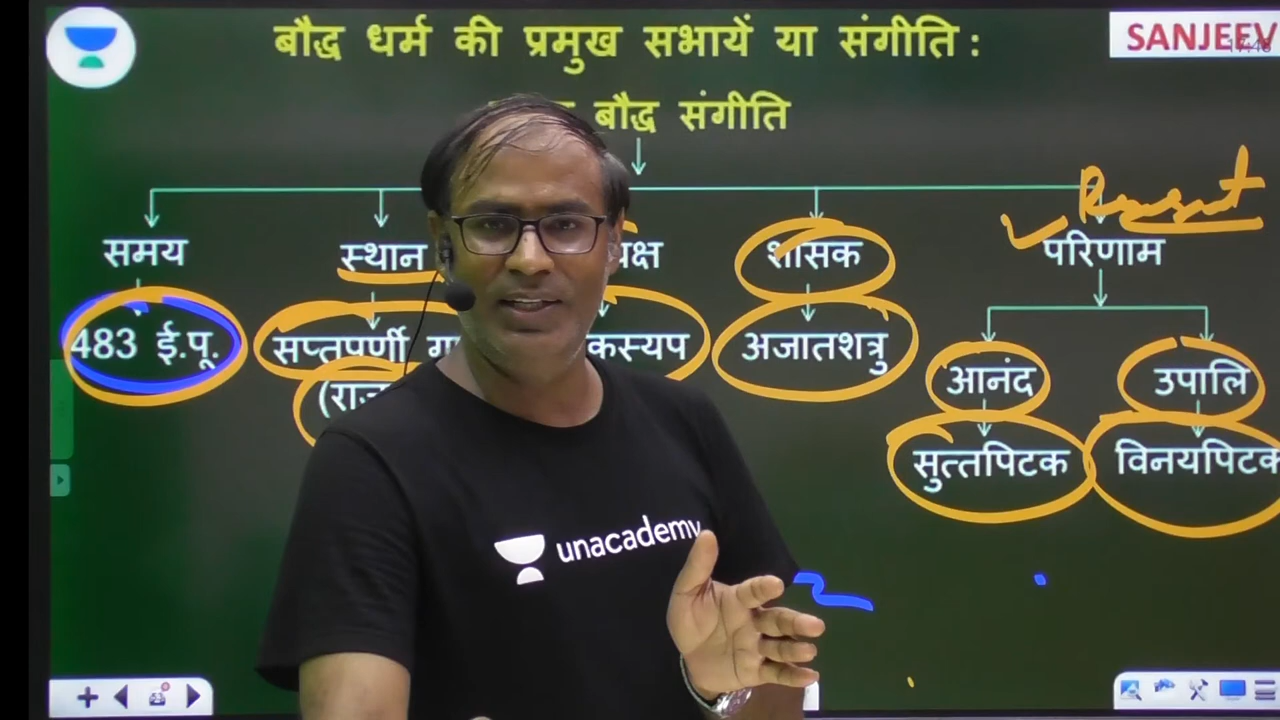 बौद्ध धर्म की प्रमुख सभायें या संगीति :
SANJEEV
बौद्ध संगीति
समय
स्थान
शासक
परिणाम
483 ई.पू.
सप्तपर्णी
कस्यप
अजातशत्रु
आनंद
उपालि
सुत्तपिटक
विनयपिटक
unacademy